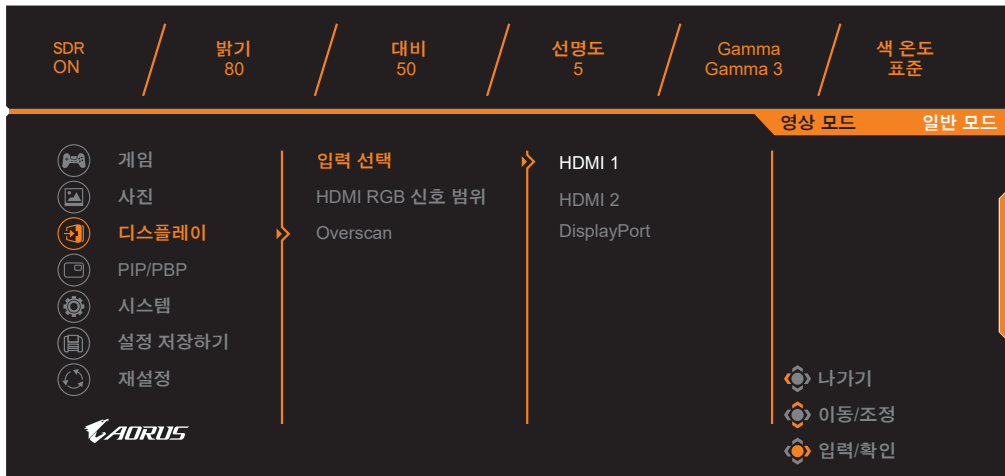 SDR
ON
밝기
80
대비
50
선명도
5
Gamma
Gamma 3
색 온도
표준
영상 모드 일반 모드
게임
사진
디스플레이
PIP/PBP
시스템
설정 저장하기
재설정
입력 선택
HDMI RGB 신호 범위
Overscan
HDMI 1
HDMI 2
DisplayPort
나가기
이동/조정
입력/확인
AORUS